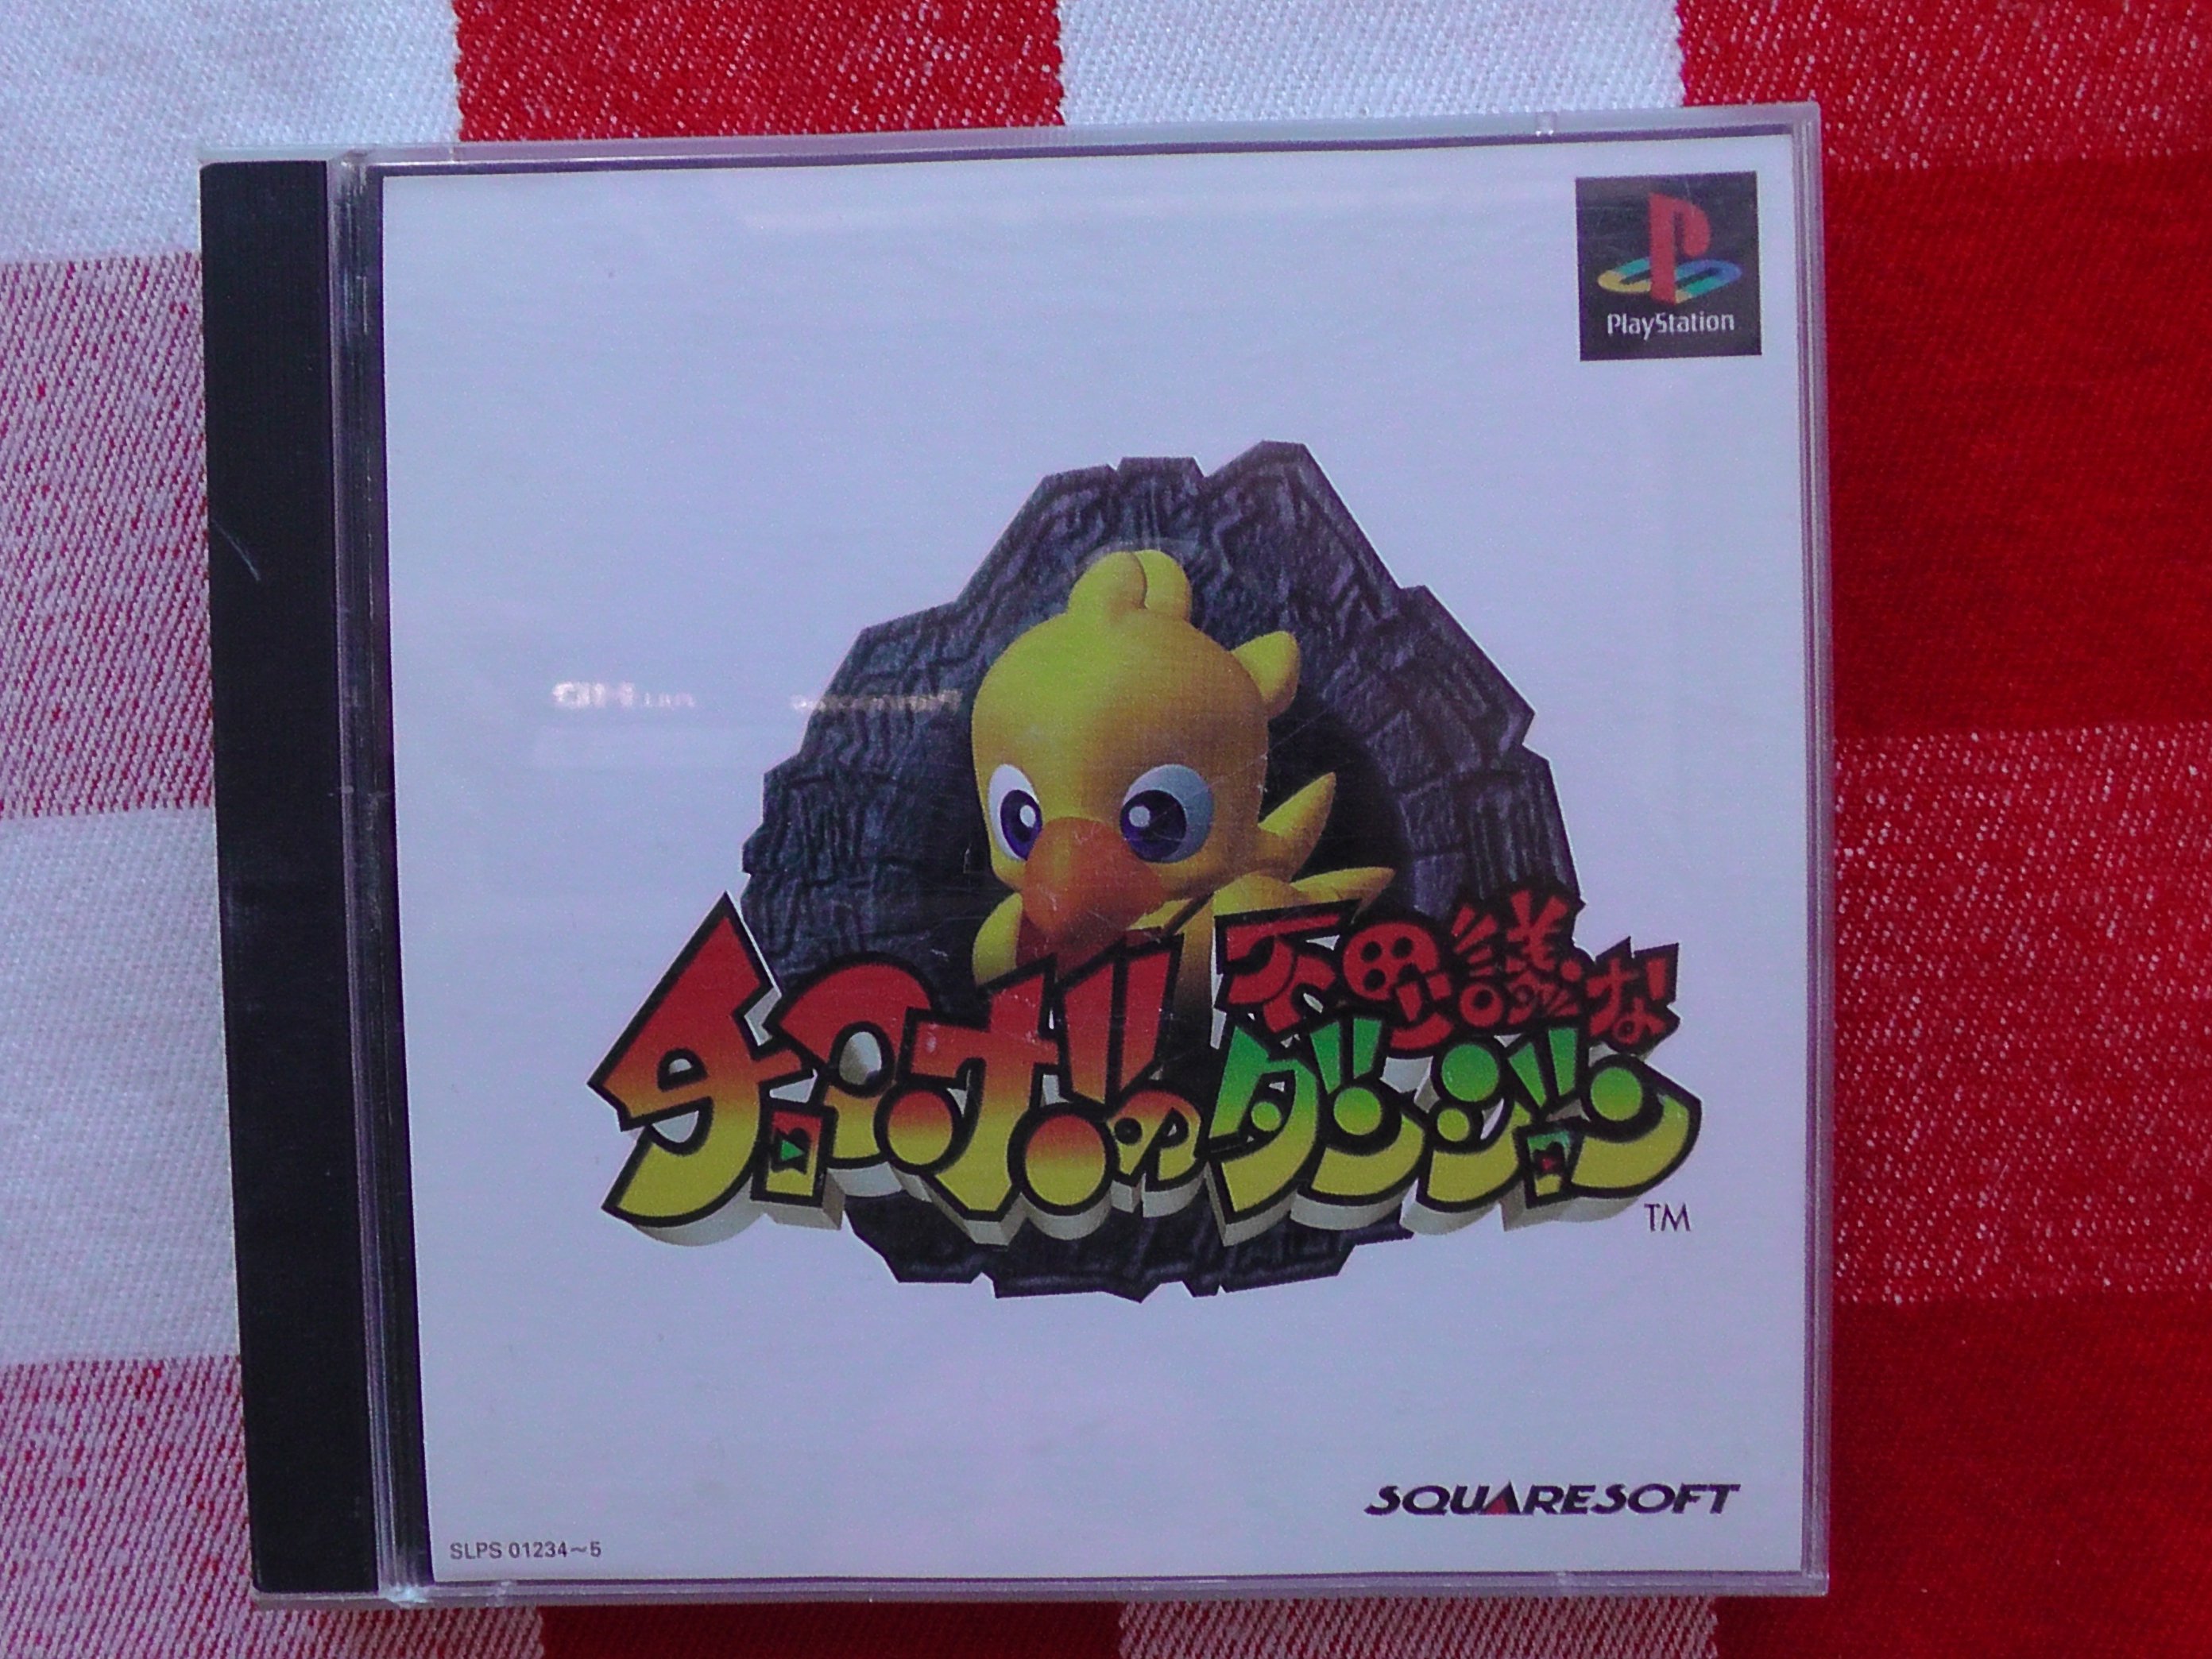 PlayStation
不思議な
チョコボの ダンジョン
TM
SQUARESOFT
SLPS 01234～5